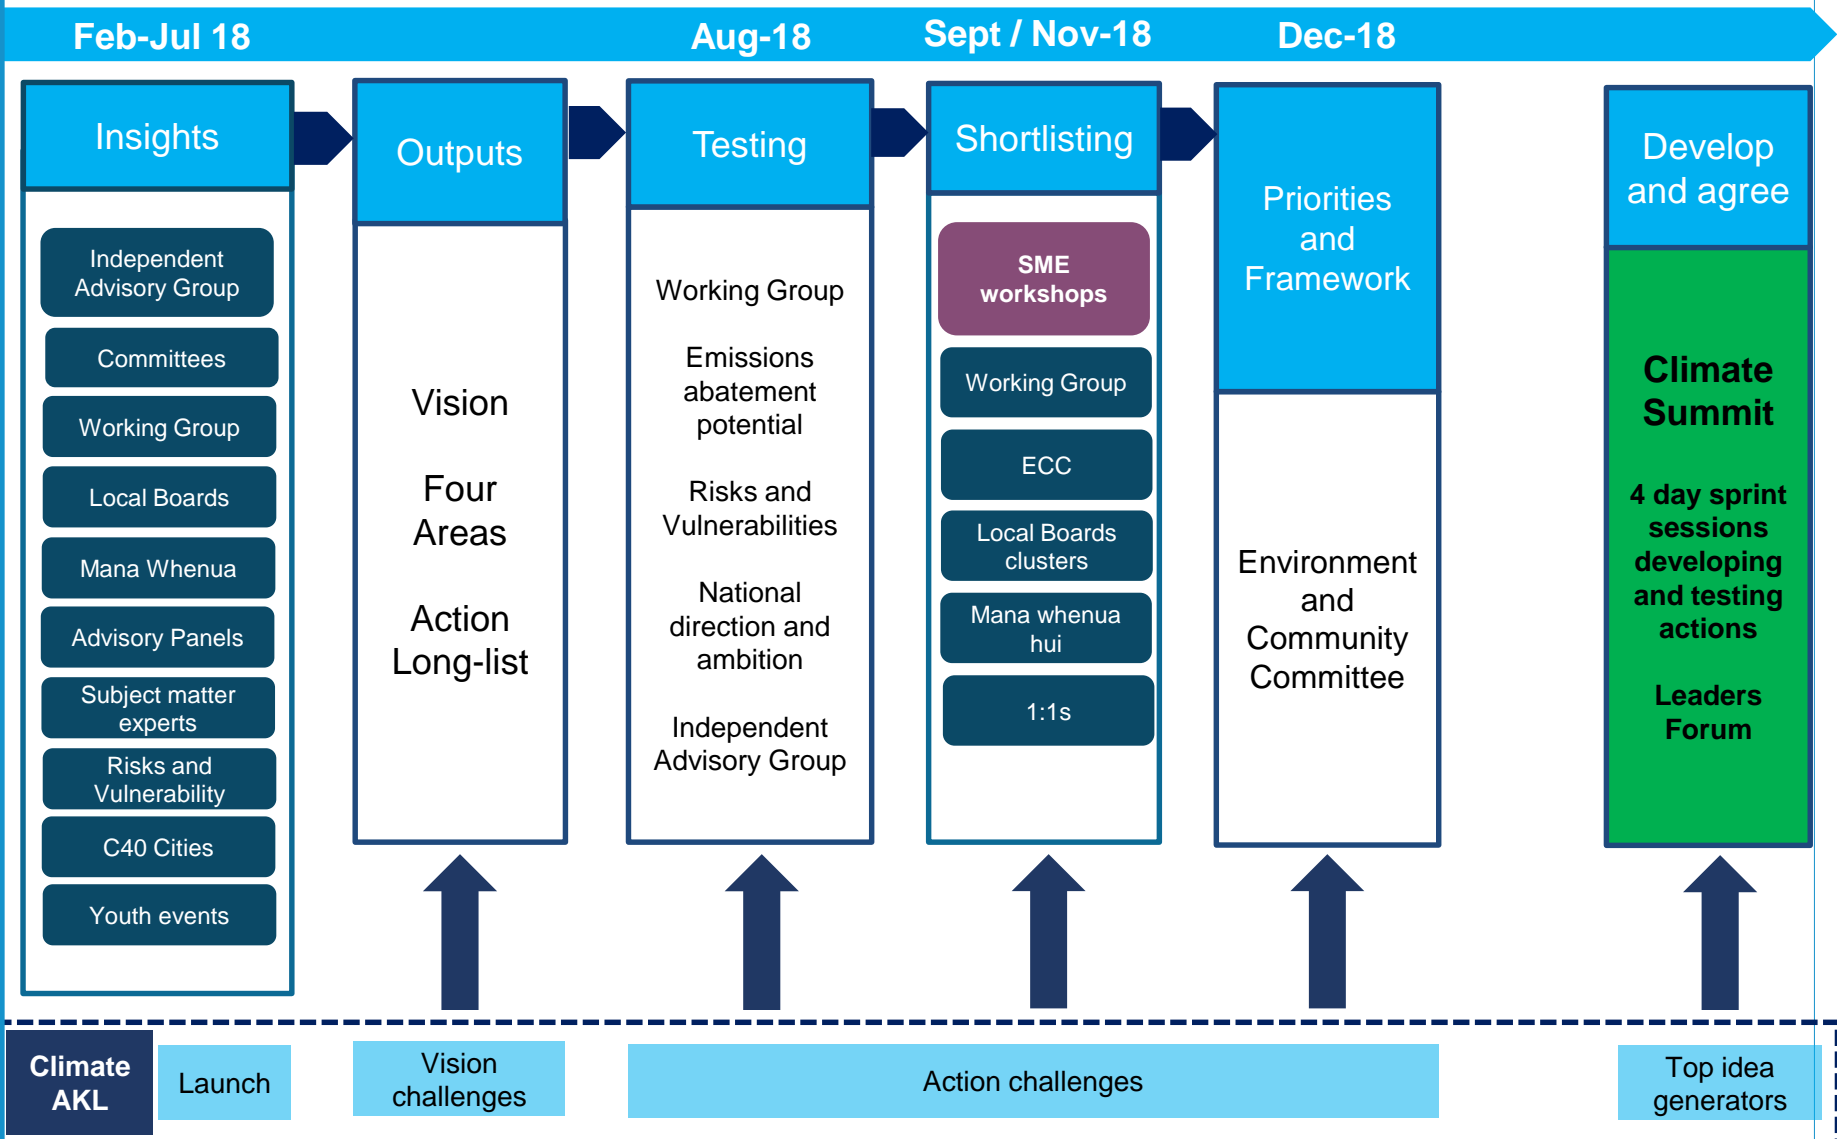 Feb-Jul 18
Aug-18
Sept / Nov-18
Dec-18
Insights
Independent
Advisory Group
Committees
Working Group
Local Boards
Mana Whenua
Advisory Panels
Subject matter
experts
Risks and
Vulnerability
C40 Cities
Youth events
Outputs
Vision
Four
Areas
Action
Long-list
Testing
Working Group
Emissions
abatement
potential
Risks and
Vulnerabilities
National
direction and
ambition
Independent
Advisory Group
Shortlisting
SME
workshops
Working Group
ECC
Local Boards
clusters
Mana whenua
hui
1:1s
Priorities
and
Framework
Environment
and
Community
Committee
Develop
and agree
Climate
Summit
4 day sprint
sessions
developing
and testing
actions
Leaders
Forum
Climate
AKL
Launch
Vision
challenges
Action challenges
Top idea
generators